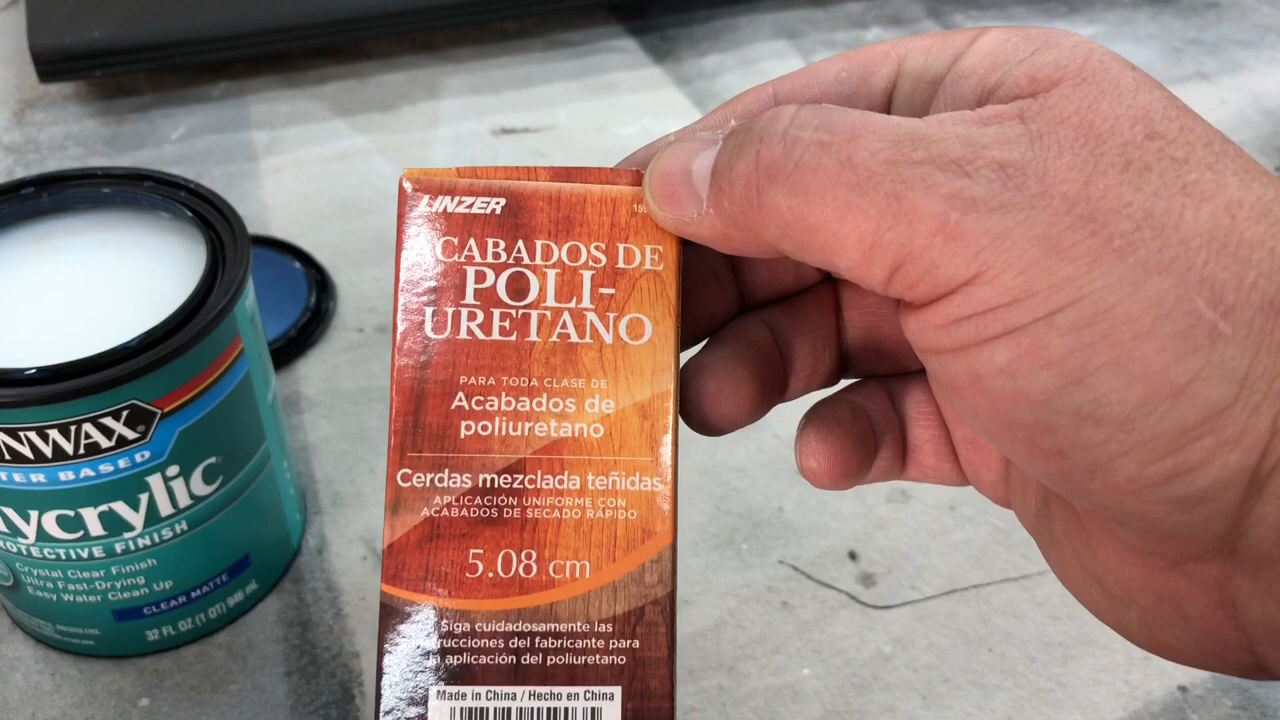 LINZER
CABADOS DE
POLI-
URETANO
PARA TODA CLASE DE
Acabados de
poliuretano
Cerdas mezclada teñidas
APLICACIÓN UNIFORME CON
ACABADOS DE SECADO RÁPIDO
5.08 cm
Siga cuidadosamente las
rucciones del fabricante para
la aplicación del poliuretano
Made in China / Hecho en China
NWAX
TER BASED
ycrylic
ROTECTIVE FINISH
Crystal Clear Finish
Ultra Fast-Drying
Easy Water Clean Up
CLEAR MATTE
32 FL OZ (1 QT) 946 mL